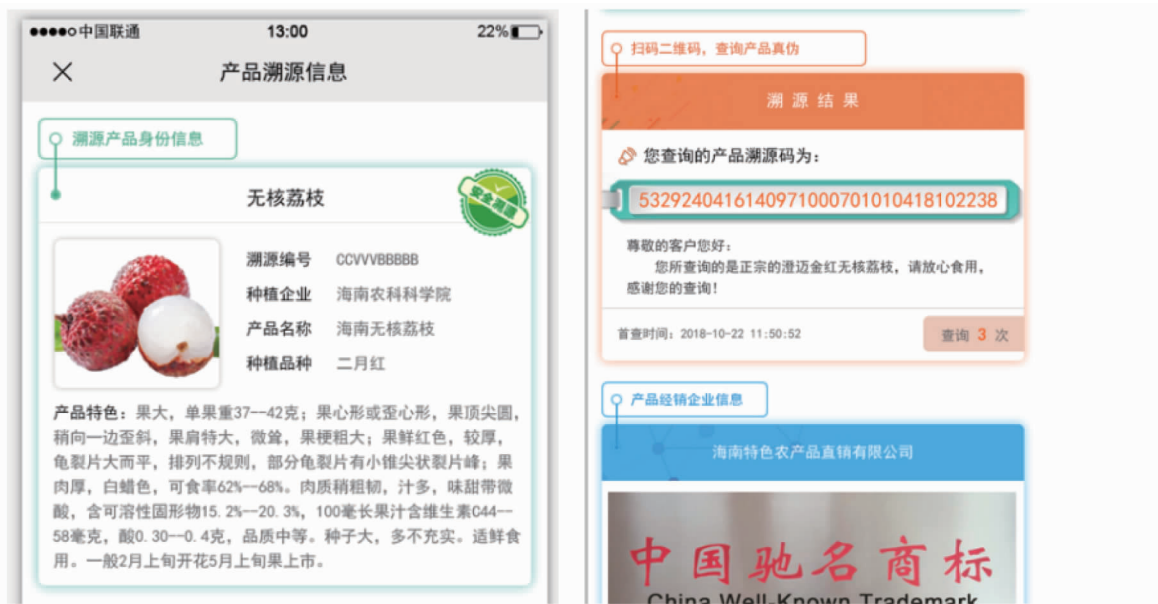 中国联通
13:00
22%
产品溯源信息
溯源产品身份信息
无核荔枝
安全溯源
溯源编号 CCVVVBBBBB
种植企业 海南农科科学院
产品名称 海南无核荔枝
种植品种 二月红
产品特色：果大，单果重37--42克；果心形或歪心形，果顶尖圆，
稍向一边歪斜，果肩特大，微耸，果梗粗大；果鲜红色，较厚，
龟裂片大而平，排列不规则，部分龟裂片有小锥尖状裂片峰；果
肉厚，白蜡色，可食率62%--68%。肉质稍粗韧，汁多，味甜带微
酸，含可溶性固形物15.2%--20.3%，100毫长果汁含维生素C44--
58毫克，酸0.30--0.4克，品质中等。种子大，多不充实。适鲜食
用。一般2月上旬开花5月上旬果上市。
扫码二维码，查询产品真伪
溯源结果
您查询的产品溯源码为：
5329240416140971000701010418102238
尊敬的客户您好：
您所查询的是正宗的澄迈金红无核荔枝，请放心食用，
感谢您的查询！
首查时间：2018-10-22 11:50:52
查询 3 次
产品经销企业信息
海南特色农产品直销有限公司
中国驰名商标
China Well-Known Trademark